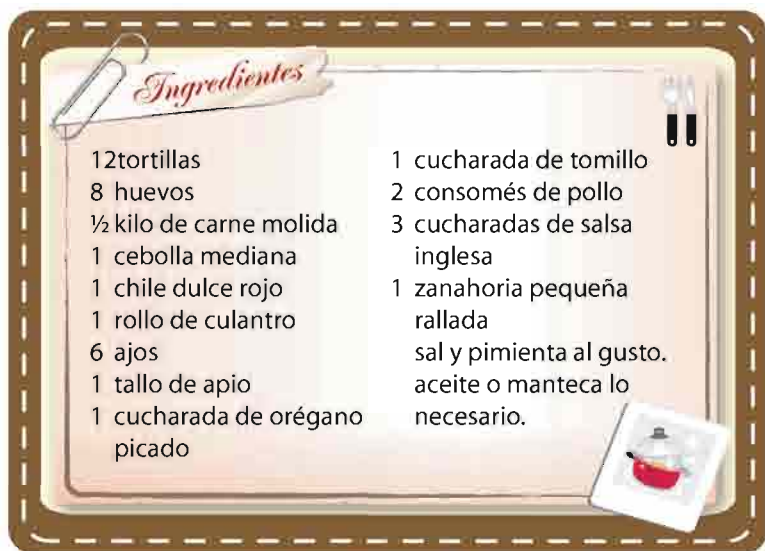 Ingredientes
12tortillas
8 huevos
½ kilo de carne molida
1 cebolla mediana
1 chile dulce rojo
1 rollo de culantro
6 ajos
1 tallo de apio
1 cucharada de orégano
picado
1 cucharada de tomillo
2 consomés de pollo
3 cucharadas de salsa
inglesa
1 zanahoria pequeña
rallada
sal y pimienta al gusto.
aceite o manteca lo
necesario.